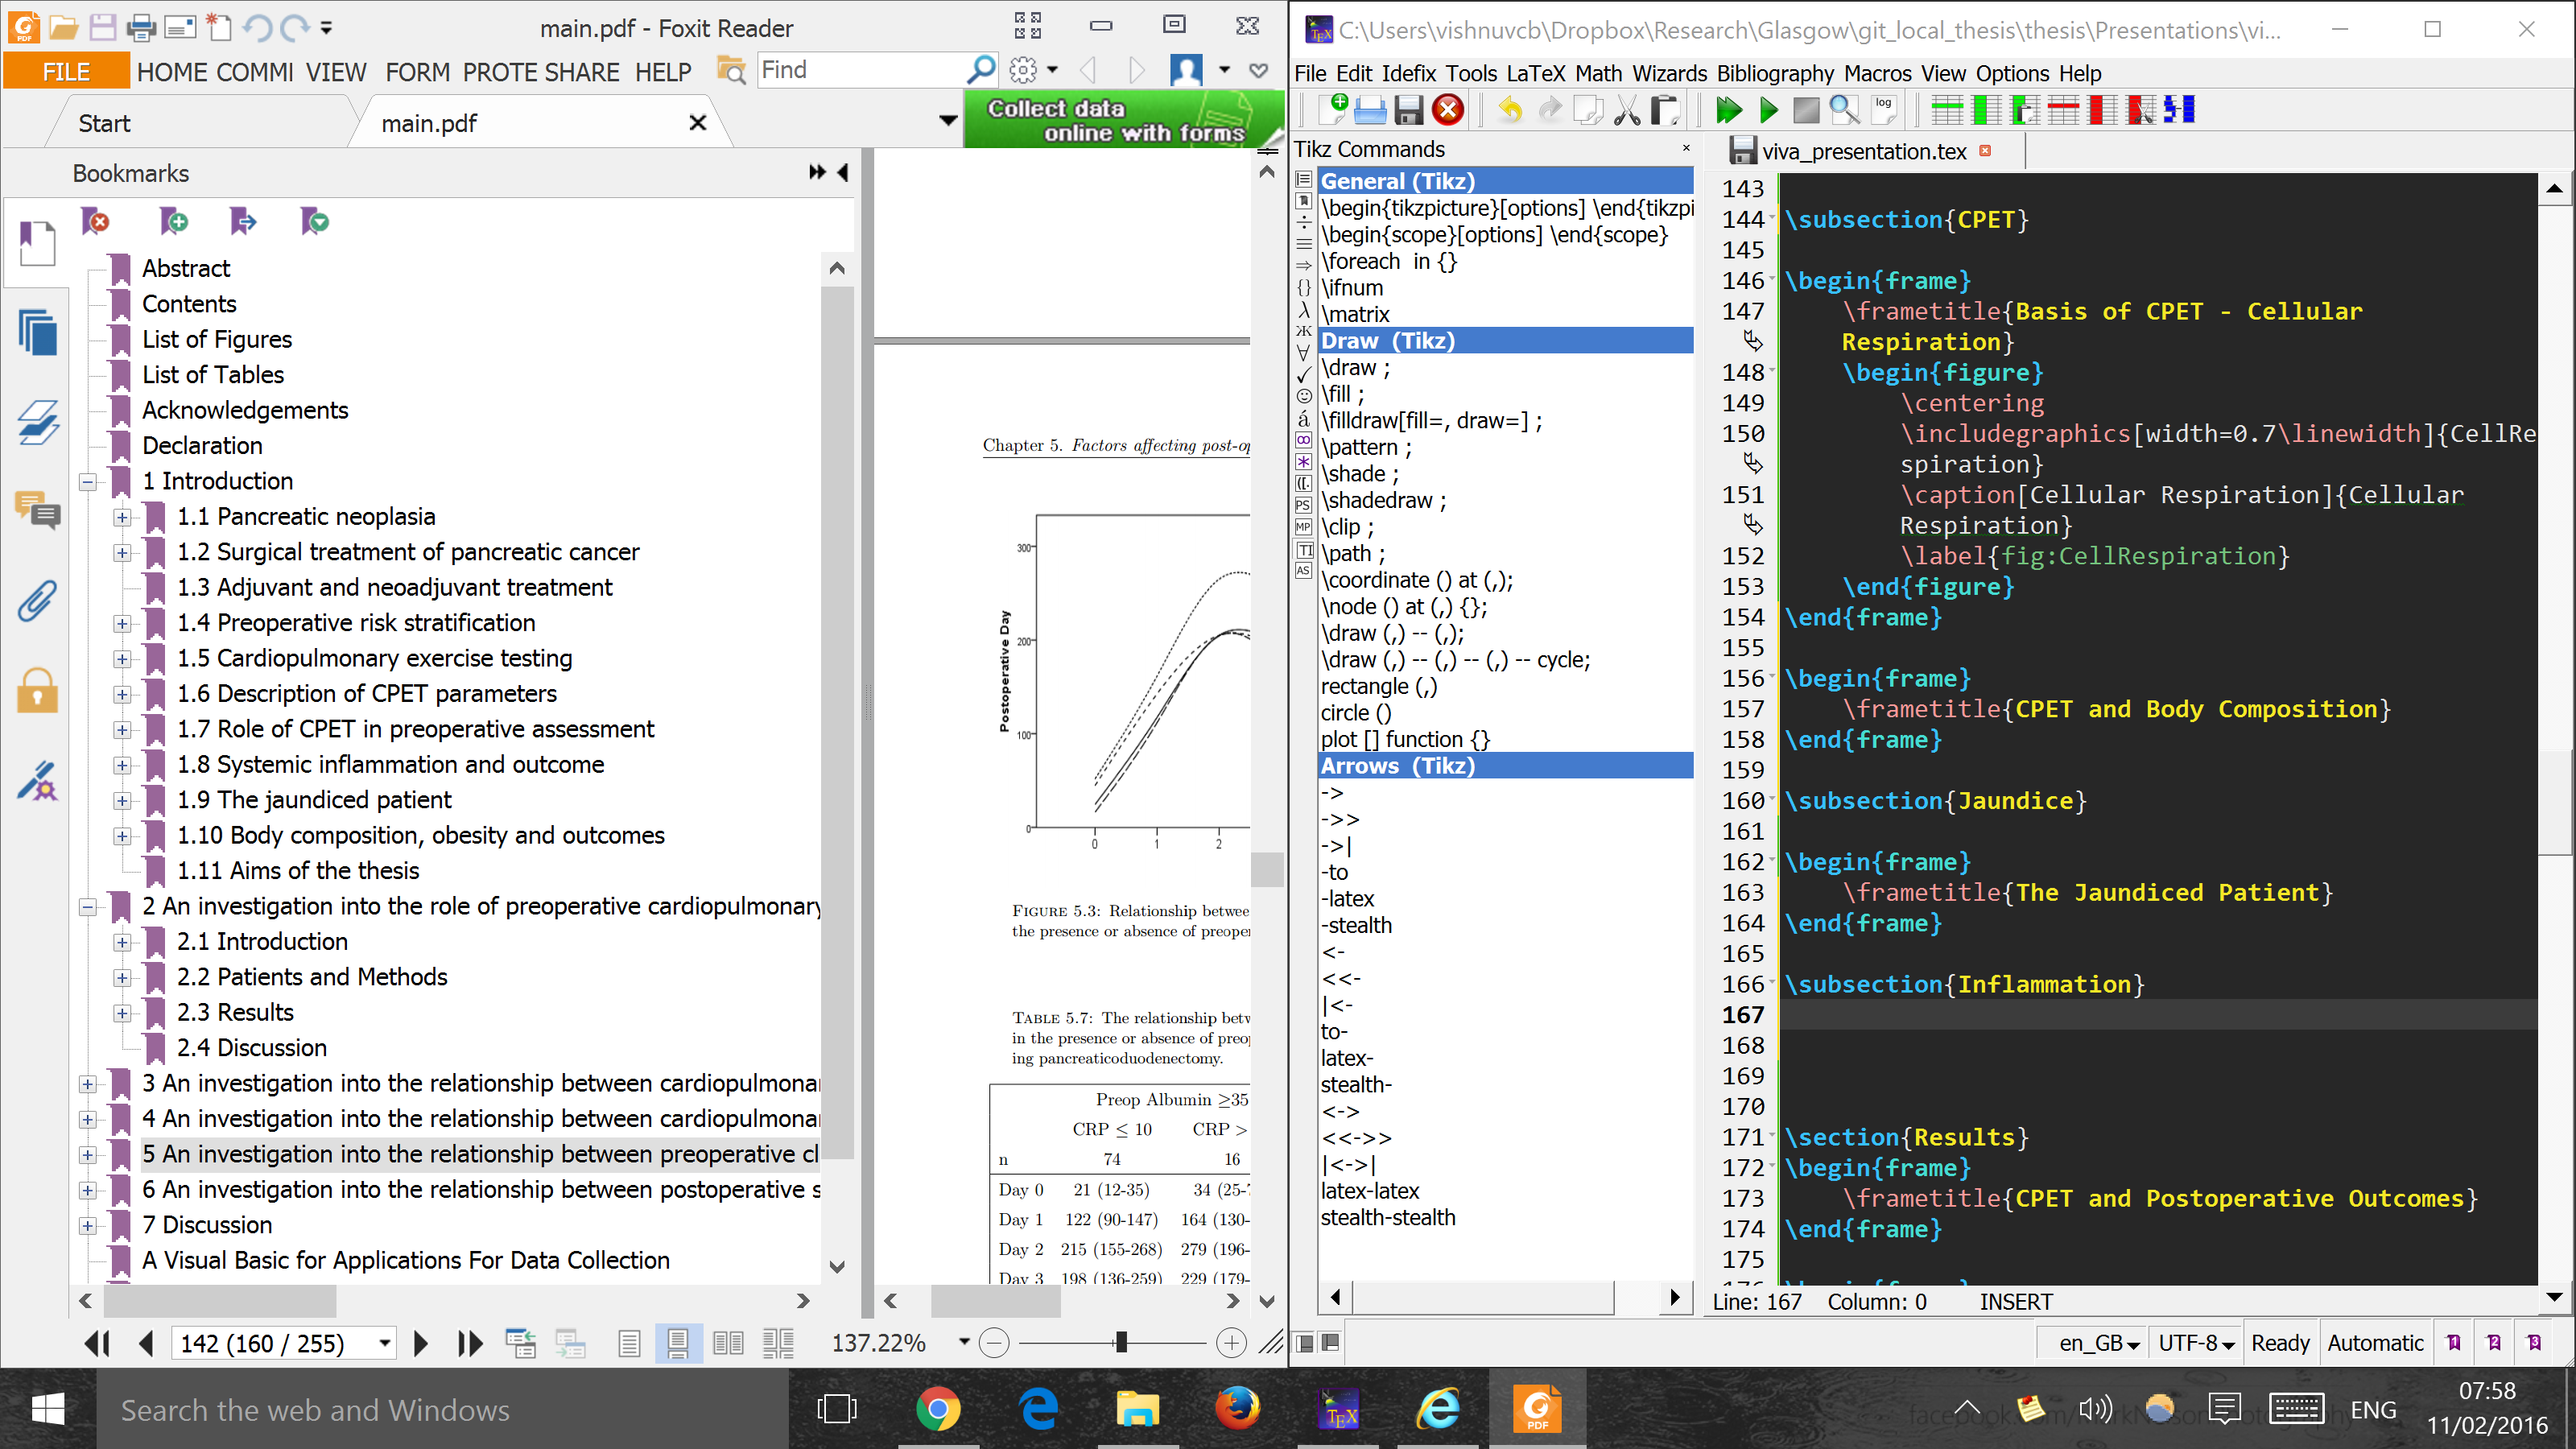 main.pdf - Foxit Reader
FILE HOME COMMI VIEW FORM PROTE SHARE HELP Find
Start main.pdf
Collect data
online with forms
Bookmarks
Abstract
Contents
List of Figures
List of Tables
Acknowledgements
Declaration
1 Introduction
1.1 Pancreatic neoplasia
1.2 Surgical treatment of pancreatic cancer
1.3 Adjuvant and neoadjuvant treatment
1.4 Preoperative risk stratification
1.5 Cardiopulmonary exercise testing
1.6 Description of CPET parameters
1.7 Role of CPET in preoperative assessment
1.8 Systemic inflammation and outcome
1.9 The jaundiced patient
1.10 Body composition, obesity and outcomes
1.11 Aims of the thesis
2 An investigation into the role of preoperative cardiopulmonary
2.1 Introduction
2.2 Patients and Methods
2.3 Results
2.4 Discussion
3 An investigation into the relationship between cardiopulmona
4 An investigation into the relationship between cardiopulmona
5 An investigation into the relationship between preoperative cl
6 An investigation into the relationship between postoperative s
7 Discussion
A Visual Basic for Applications For Data Collection
Chapter 5. Factors affecting post-op
Postoperative Day
300
200
100
0
0 1 2
FIGURE 5.3: Relationship betwee
the presence or absence of preoper
TABLE 5.7: The relationship betw
in the presence or absence of preop
ing pancreaticoduodenectomy.
Preop Albumin ≥35
CRP ≤ 10 CRP >
n 74 16
Day 0 21 (12-35) 34 (25-7
Day 1 122 (90-147) 164 (130-
Day 2 215 (155-268) 279 (196-
Day 3 198 (136-259) 229 (179-
142 (160 / 255) 137.22%
C:\Users\vishnuvcb\Dropbox\Research\Glasgow\git_local_thesis\thesis\Presentations\vi...
File Edit Idefix Tools LaTeX Math Wizards Bibliography Macros View Options Help
log
Tikz Commands
General (Tikz)
\begin{tikzpicture}[options] \end{tikzpi
\begin{scope}[options] \end{scope}
\foreach in {}
\ifnum
\matrix
Draw (Tikz)
\draw ;
\fill ;
\filldraw[fill=, draw=] ;
\pattern ;
\shade ;
\shadedraw ;
\clip ;
\path ;
\coordinate () at (,);
\node () at (,) {};
\draw (,) -- (,);
\draw (,) -- (,) -- (,) -- cycle;
rectangle (,)
circle ()
plot [] function {}
Arrows (Tikz)
->
->>
->|
-to
-latex
-stealth
<-
<<-
|<-
to-
latex-
stealth-
<->
<<->>
|<->|
latex-latex
stealth-stealth
viva_presentation.tex
143
144 \subsection{CPET}
145
146 \begin{frame}
147 \frametitle{Basis of CPET - Cellular
Respiration}
148 \begin{figure}
149 \centering
150 \includegraphics[width=0.7\linewidth]{CellRe
spiration}
151 \caption[Cellular Respiration]{Cellular
Respiration}
152 \label{fig:CellRespiration}
153 \end{figure}
154 \end{frame}
155
156 \begin{frame}
157 \frametitle{CPET and Body Composition}
158 \end{frame}
159
160 \subsection{Jaundice}
161
162 \begin{frame}
163 \frametitle{The Jaundiced Patient}
164 \end{frame}
165
166 \subsection{Inflammation}
167
168
169
170
171 \section{Results}
172 \begin{frame}
173 \frametitle{CPET and Postoperative Outcomes}
174 \end{frame}
175
Line: 167 Column: 0 INSERT
en_GB UTF-8 Ready Automatic
Search the web and Windows
ENG
07:58
11/02/2016